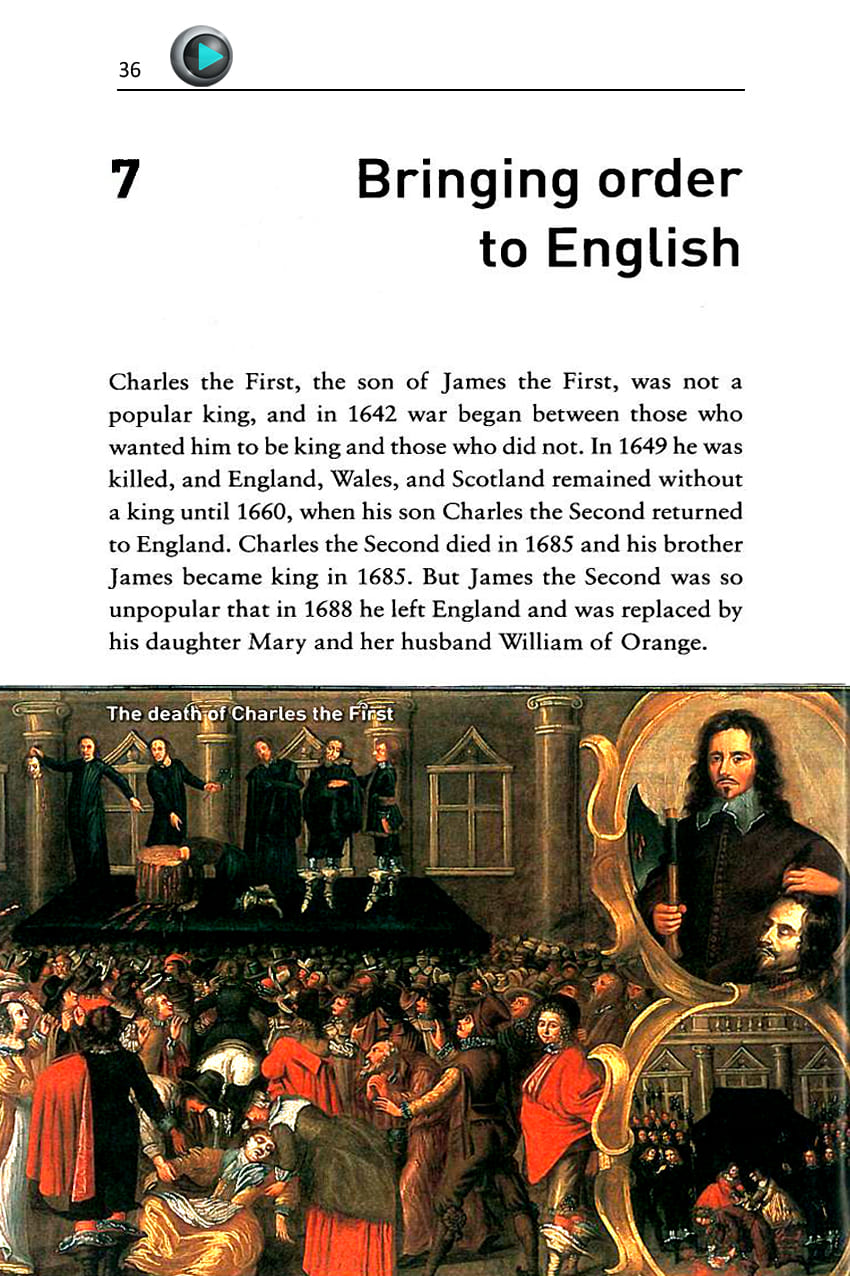 36
7
Bringing order
to English
Charles the First, the son of James the First, was not a
popular king, and in 1642 war began between those who
wanted him to be king and those who did not. In 1649 he was
killed, and England, Wales, and Scotland remained without
a king until 1660, when his son Charles the Second returned
to England. Charles the Second died in 1685 and his brother
James became king in 1685. But James the Second was so
unpopular that in 1688 he left England and was replaced by
his daughter Mary and her husband William of Orange.
The death of Charles the First